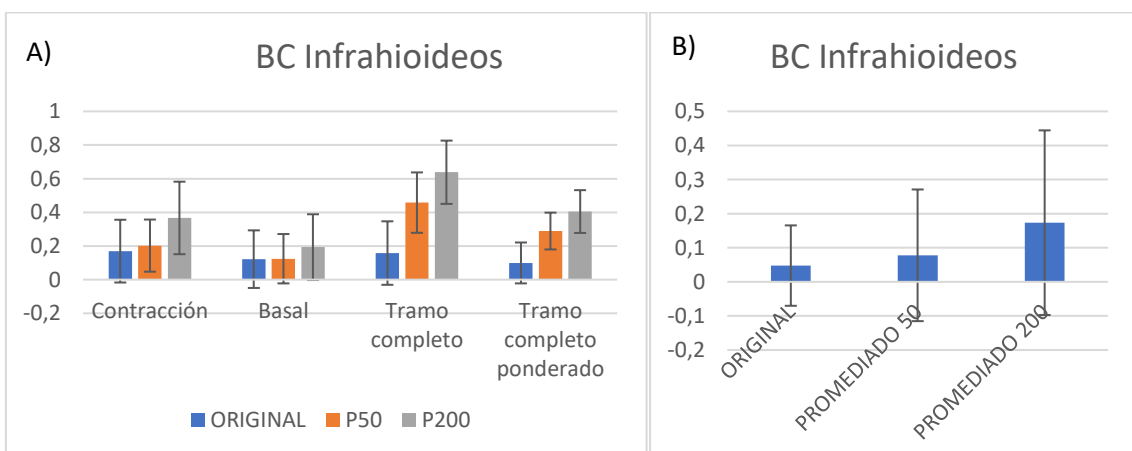 A)
BC Infrahioideos
1
0,8
0,6
0,4
0,2
0
-0,2
Contracción
Basal
Tramo
completo
Tramo
completo
ponderado
ORIGINAL
P50
P200
B)
BC Infrahioideos
0,5
0,4
0,3
0,2
0,1
0
-0,1
-0,2
ORIGINAL
PROMEDIADO 50
PROMEDIADO 200